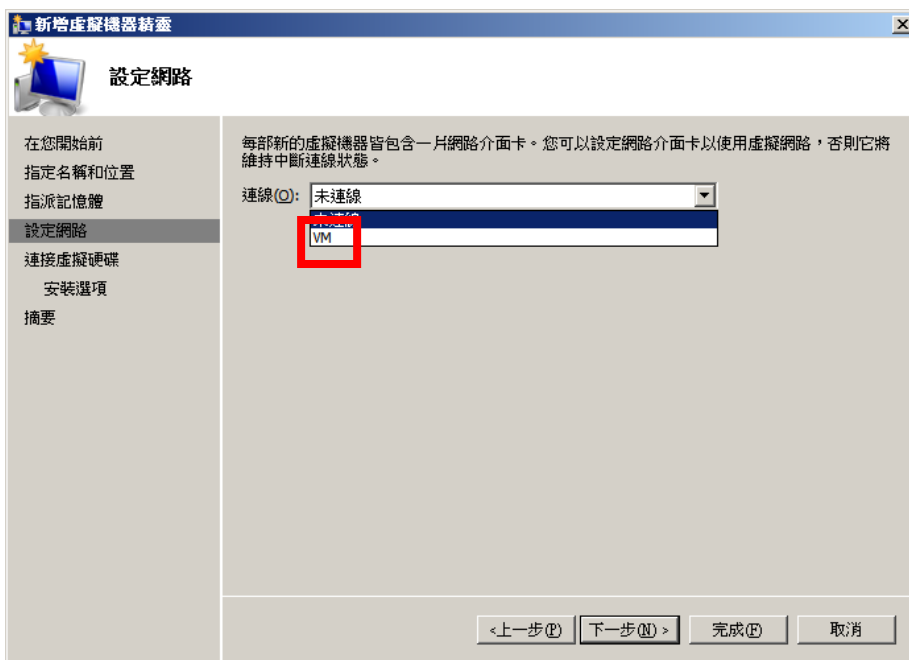 新增虛擬機器精靈
設定網路
在您開始前
指定名稱和位置
指派記憶體
設定網路
連接虛擬硬碟
安裝選項
摘要
每部新的虛擬機器皆包含一片網路介面卡。您可以設定網路介面卡以使用虛擬網路,否則它將
維持中斷連線狀態。
連線(O): 未連線
未連線
VM
<上一步(P)
下一步(N) >
完成(F)
取消